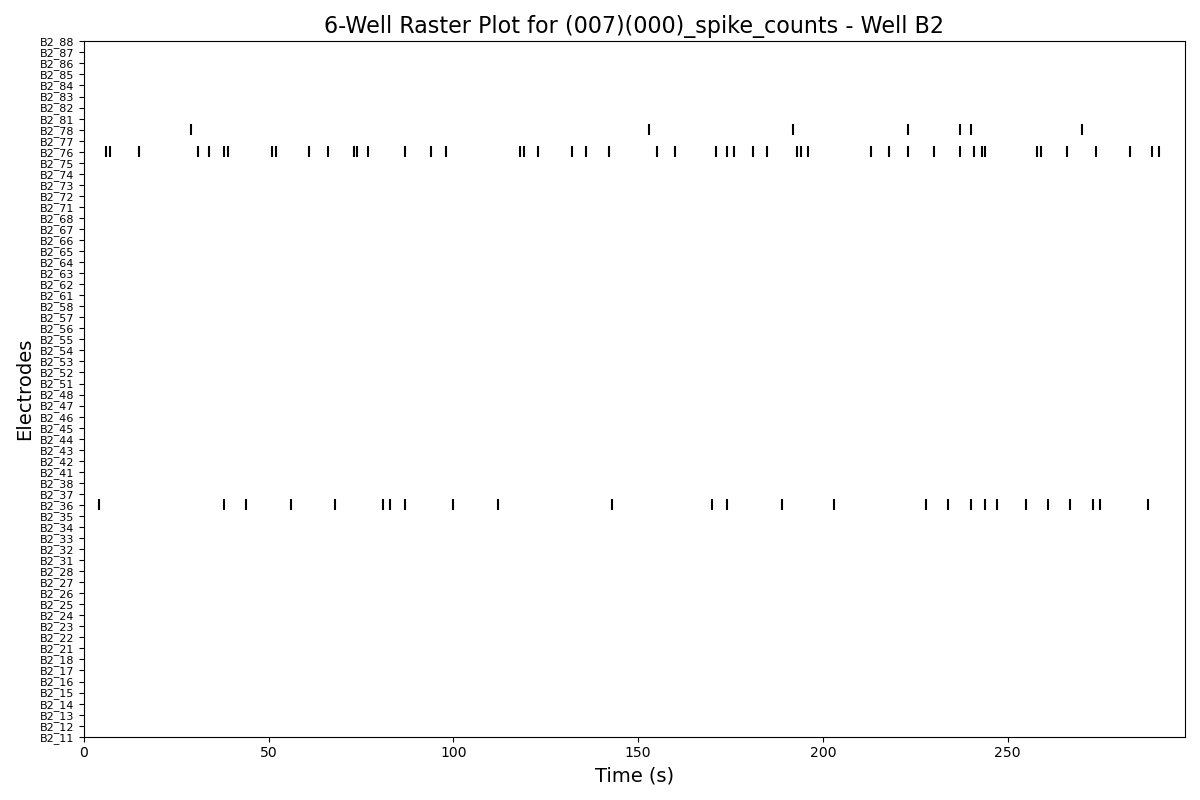 6-Well Raster Plot for (007)(000)_spike_counts - Well B2
Electrodes
B2_88
B2_87
B2_86
B2_85
B2_84
B2_83
B2_82
B2_81
B2_78
B2_77
B2_76
B2_75
B2_74
B2_73
B2_72
B2_71
B2_68
B2_67
B2_66
B2_65
B2_64
B2_63
B2_62
B2_61
B2_58
B2_57
B2_56
B2_55
B2_54
B2_53
B2_52
B2_51
B2_48
B2_47
B2_46
B2_45
B2_44
B2_43
B2_42
B2_41
B2_38
B2_37
B2_36
B2_35
B2_34
B2_33
B2_32
B2_31
B2_28
B2_27
B2_26
B2_25
B2_24
B2_23
B2_22
B2_21
B2_18
B2_17
B2_16
B2_15
B2_14
B2_13
B2_12
B2_11
0 50 100 150 200 250
Time (s)